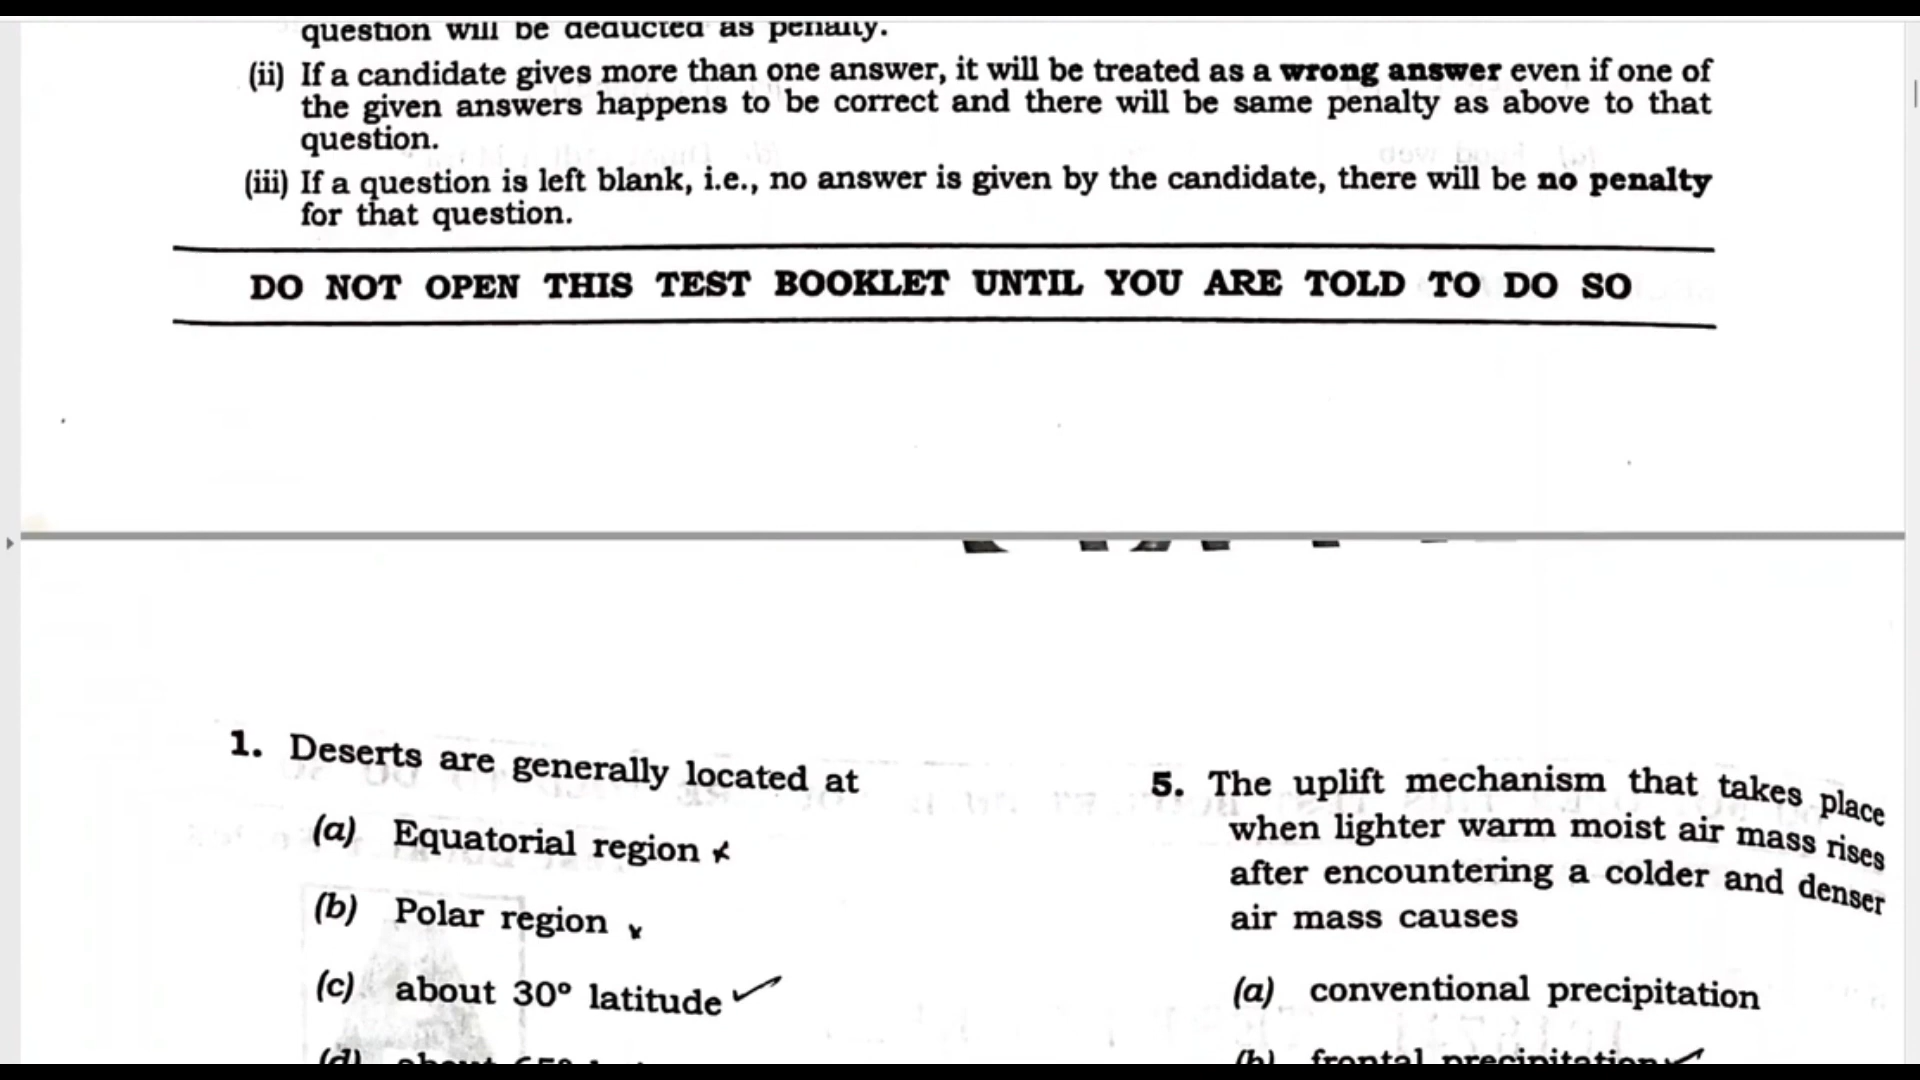 question will be deducted as penalty.
(ii) If a candidate gives more than one answer, it will be treated as a wrong answer even if one of
the given answers happens to be correct and there will be same penalty as above to that
question.
(iii) If a question is left blank, i.e., no answer is given by the candidate, there will be no penalty
for that question.
DO NOT OPEN THIS TEST BOOKLET UNTIL YOU ARE TOLD TO DO SO
1. Deserts are generally located at
(a) Equatorial region
(b) Polar region
(c) about 30° latitude
(d) about 65°
5. The uplift mechanism that takes place
when lighter warm moist air mass rises
after encountering a colder and denser
air mass causes
(a) conventional precipitation
(b) frontal precipitation